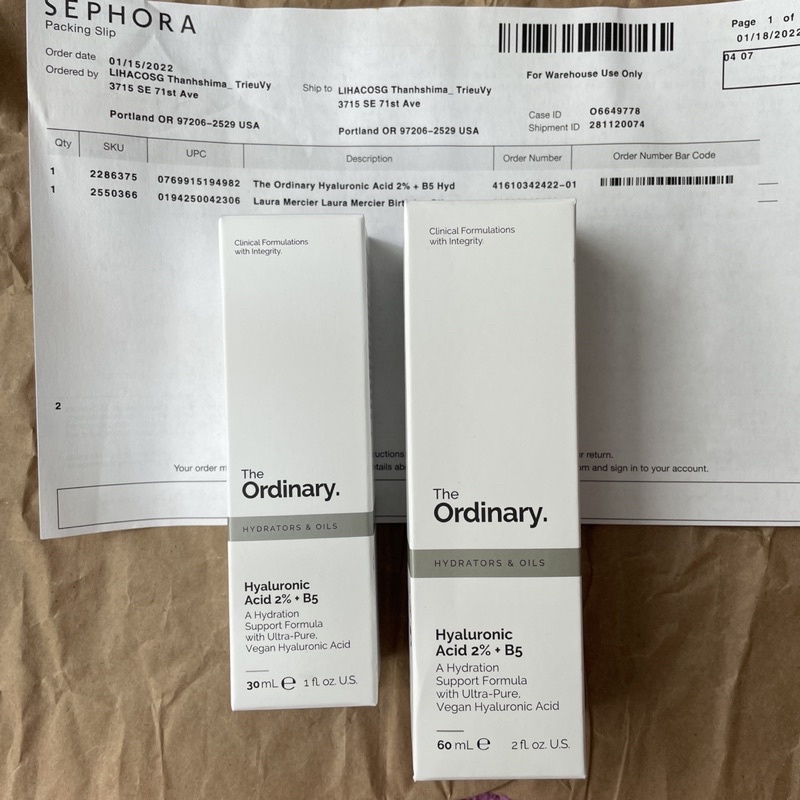 SEPHORA
Packing Slip
Page 1 of
01/18/2022
04 07
Order date 01/15/2022
Ordered by LIHACOSG Thanhshima_ TrieuVy
3715 SE 71st Ave
Portland OR 97206-2529 USA
Ship to LIHACOSG Thanhshima_ TrieuVy
3715 SE 71st Ave
Portland OR 97206-2529 USA
For Warehouse Use Only
Case ID O6649778
Shipment ID 281120074
Qty SKU UPC Description Order Number Order Number Bar Code
1 2286375 0769915194982 The Ordinary Hyaluronic Acid 2% + B5 Hyd 41610342422-01
1 2550366 0194250042306 Laura Mercier Laura Mercier
2
r return.
Your order m
and sign in to your account.
Clinical Formulations
with Integrity.
The
Ordinary.
HYDRATORS & OILS
Hyaluronic
Acid 2% + B5
A Hydration
Support Formula
with Ultra-Pure,
Vegan Hyaluronic Acid
30 mL e 1 fl. oz. U.S.
Clinical Formulations
with Integrity.
The
Ordinary.
HYDRATORS & OILS
Hyaluronic
Acid 2% + B5
A Hydration
Support Formula
with Ultra-Pure,
Vegan Hyaluronic Acid
60 mL e 2 fl. oz. U.S.